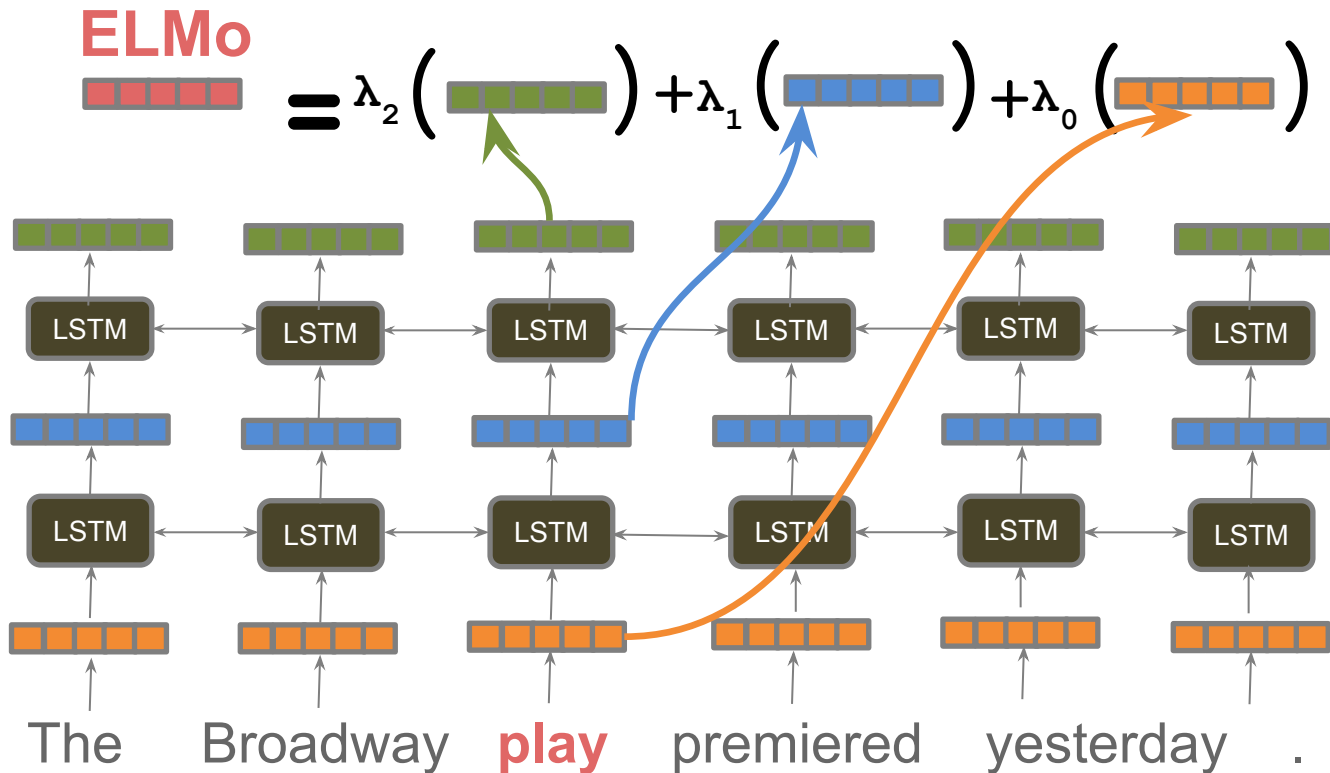 ELMo
= λ₂ ( ) + λ₁ ( ) + λ₀ ( )
LSTM LSTM LSTM LSTM LSTM LSTM
LSTM LSTM LSTM LSTM LSTM LSTM
The Broadway play premiered yesterday .